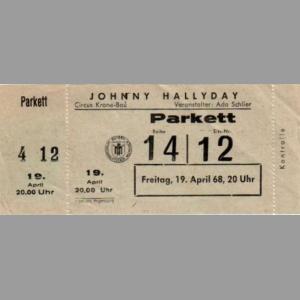 Parkett
4 12
19.
April
20.00 Uhr
JOHNNY HALLYDAY
Circus Krone-Bau Veranstalter: Ado Schlier
Parkett
Reihe Sitz-Nr.
14 12
19.
April
20.00 Uhr
Freitag, 19. April 68, 20 Uhr
Kontrolle